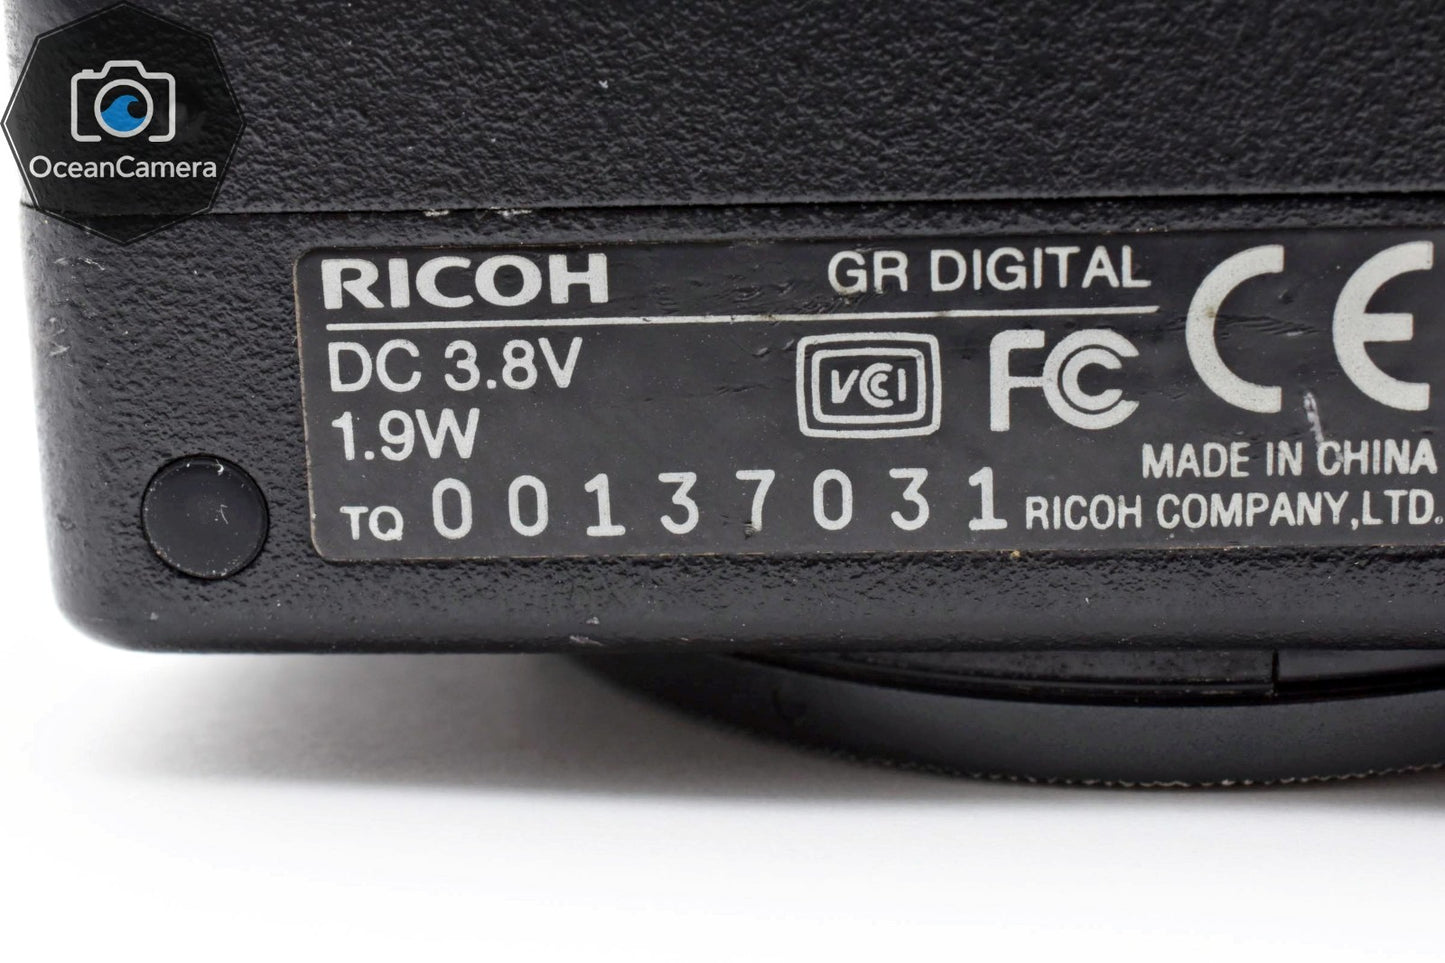 OceanCamera
RICOH GR DIGITAL CE
DC 3.8V VCCI FC
1.9W
MADE IN CHINA
TQ 00137031 RICOH COMPANY,LTD.